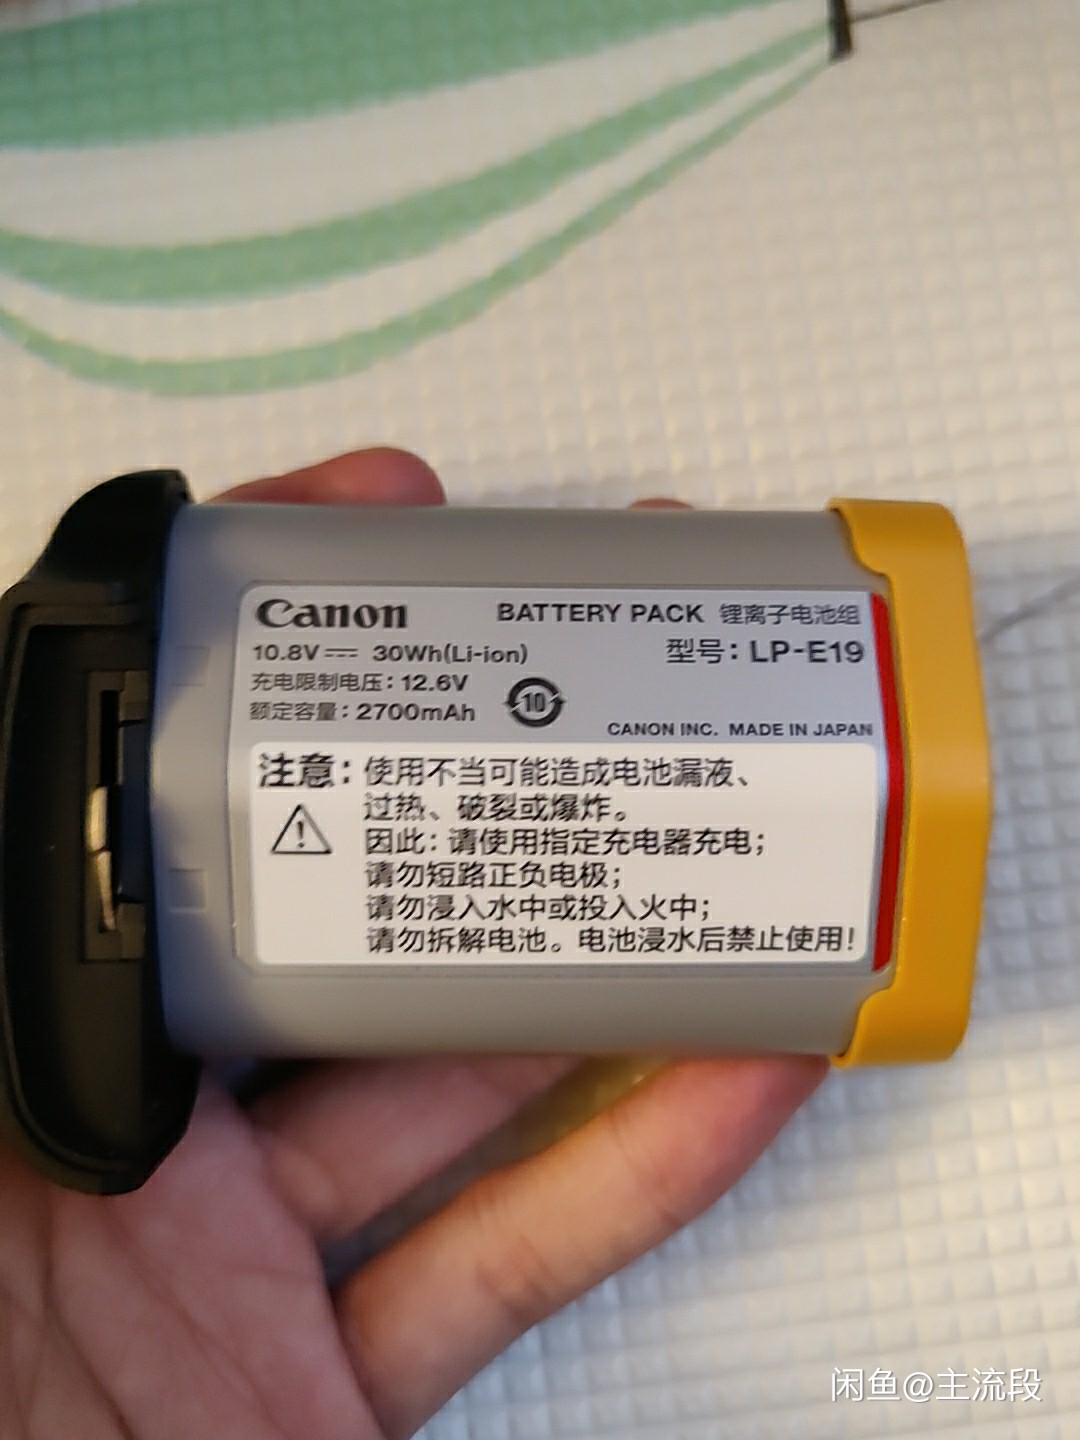 Canon BATTERY PACK 锂离子电池组
10.8V⎓ 30Wh(Li-ion) 型号：LP-E19
充电限制电压：12.6V
额定容量：2700mAh 10
CANON INC. MADE IN JAPAN
注意：使用不当可能造成电池漏液、
过热、破裂或爆炸。
因此：请使用指定充电器充电；
请勿短路正负电极；
请勿浸入水中或投入火中；
请勿拆解电池。电池浸水后禁止使用！
闲鱼@主流段